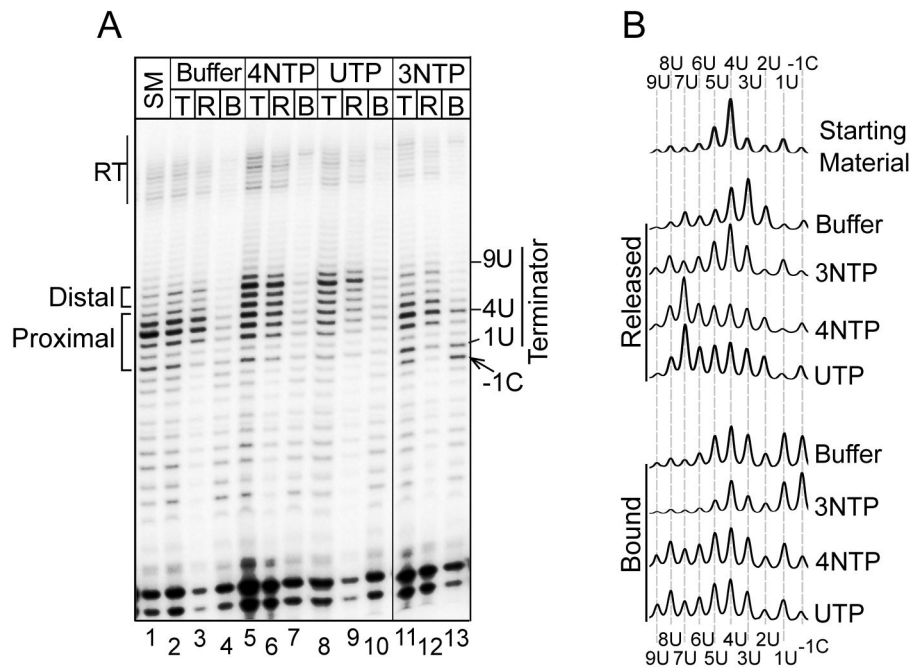 A
SM Buffer 4NTP UTP 3NTP
T R B T R B T R B T R B
RT
Distal
Proximal
9U
4U
1U
-1C
Terminator
1 2 3 4 5 6 7 8 9 10 11 12 13
B
8U 6U 4U 2U -1C
9U 7U 5U 3U 1U
Starting
Material
Released
Buffer
3NTP
4NTP
UTP
Bound
Buffer
3NTP
4NTP
UTP
8U 6U 4U 2U -1C
9U 7U 5U 3U 1U